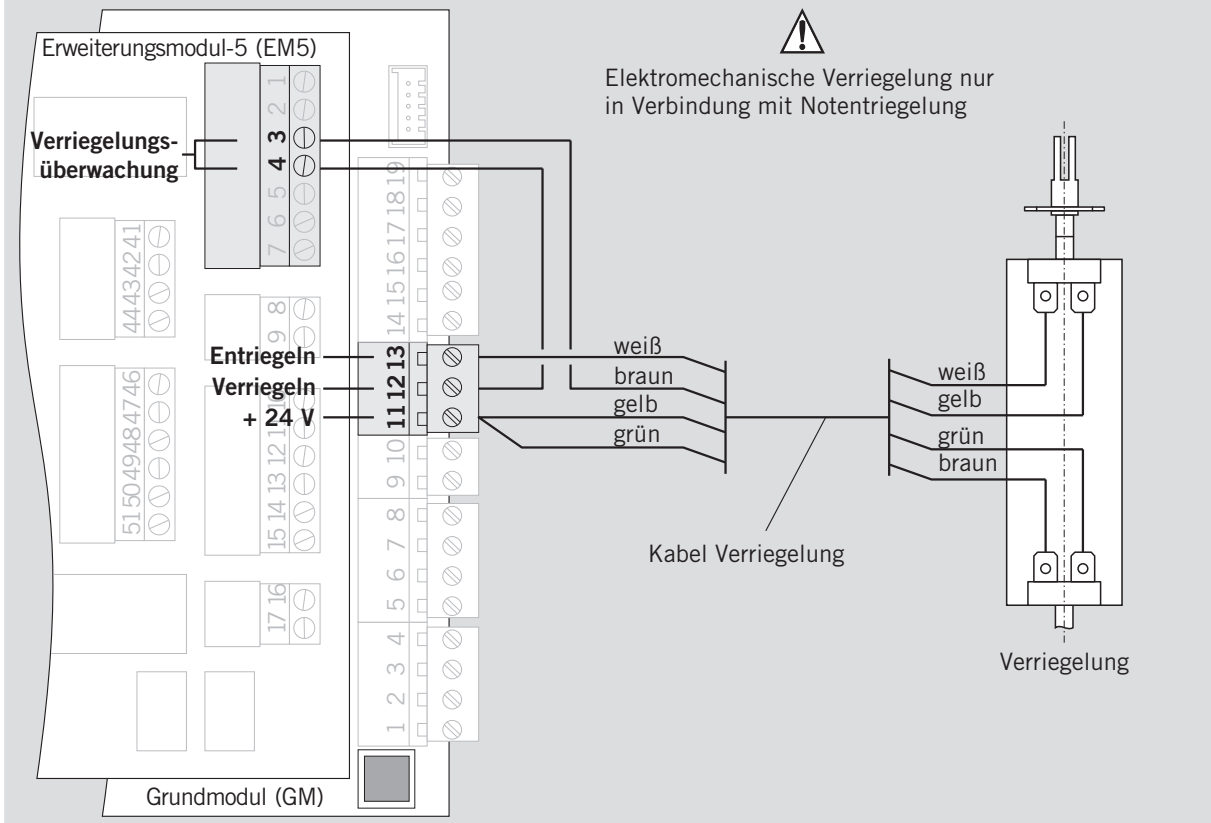 Erweiterungsmodul-5 (EM5)
1
2
3
4
5
6
7
Verriegelungs-
überwachung
Elektromechanische Verriegelung nur
in Verbindung mit Notentriegelung
19
18
17
16
15
14
13
12
11
10
9
8
7
6
5
4
3
2
1
44 43 42 41
8
9
Entriegeln
Verriegeln
+ 24 V
51 50 49 48 47 46
15 14 13 12 11 10
17 16
weiß
braun
gelb
grün
weiß
gelb
grün
braun
Kabel Verriegelung
Verriegelung
Grundmodul (GM)